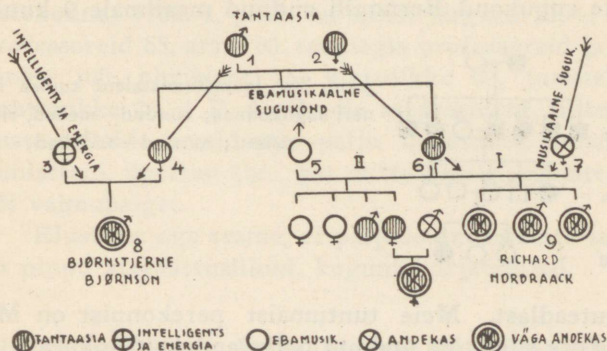 TANTAASIA
INTELLIGENTS
JA ENERGIA
1
2
EBAMUSIKAALNE
SUGUKOND
MUSIKAALNE SUGUK
3
4
5
II
6
I
7
8
9
BJØRNSTJERNE
BJØRNSON
RICHARD
NORDRAACK
TANTAASIA
INTELLIGENTS
JA ENERGIA
EBAMUSIK.
ANDEKAS
VÄGA ANDEKAS